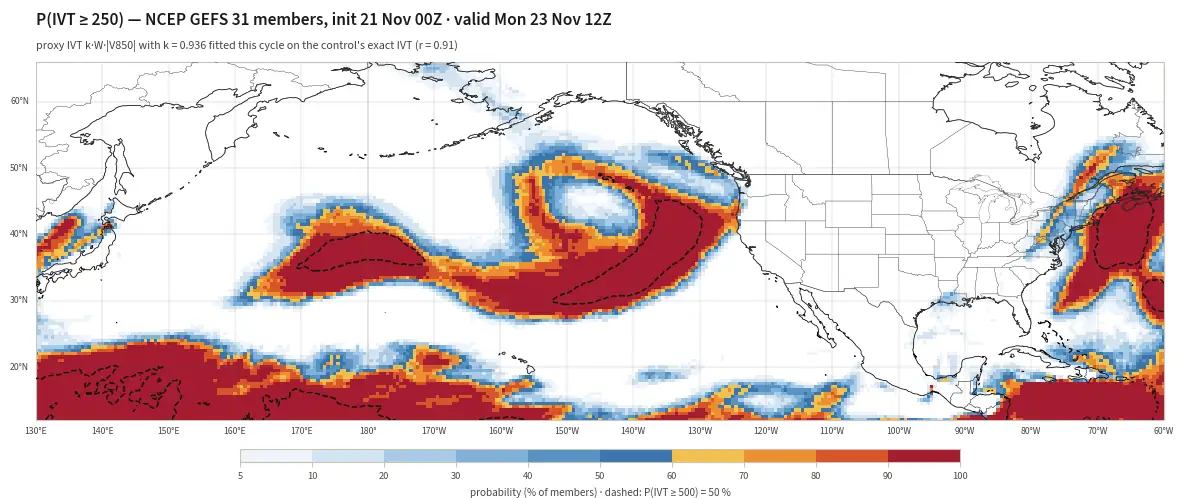 P(IVT ≥ 250) — NCEP GEFS 31 members, init 21 Nov 00Z · valid Mon 23 Nov 12Z
proxy IVT k·W·|V850| with k = 0.936 fitted this cycle on the control's exact IVT (r = 0.91)
60°N
50°N
40°N
30°N
20°N
130°E 140°E 150°E 160°E 170°E 180° 170°W 160°W 150°W 140°W 130°W 120°W 110°W 100°W 90°W 80°W 70°W 60°W
5 10 20 30 40 50 60 70 80 90 100
probability (% of members) · dashed: P(IVT ≥ 500) = 50 %